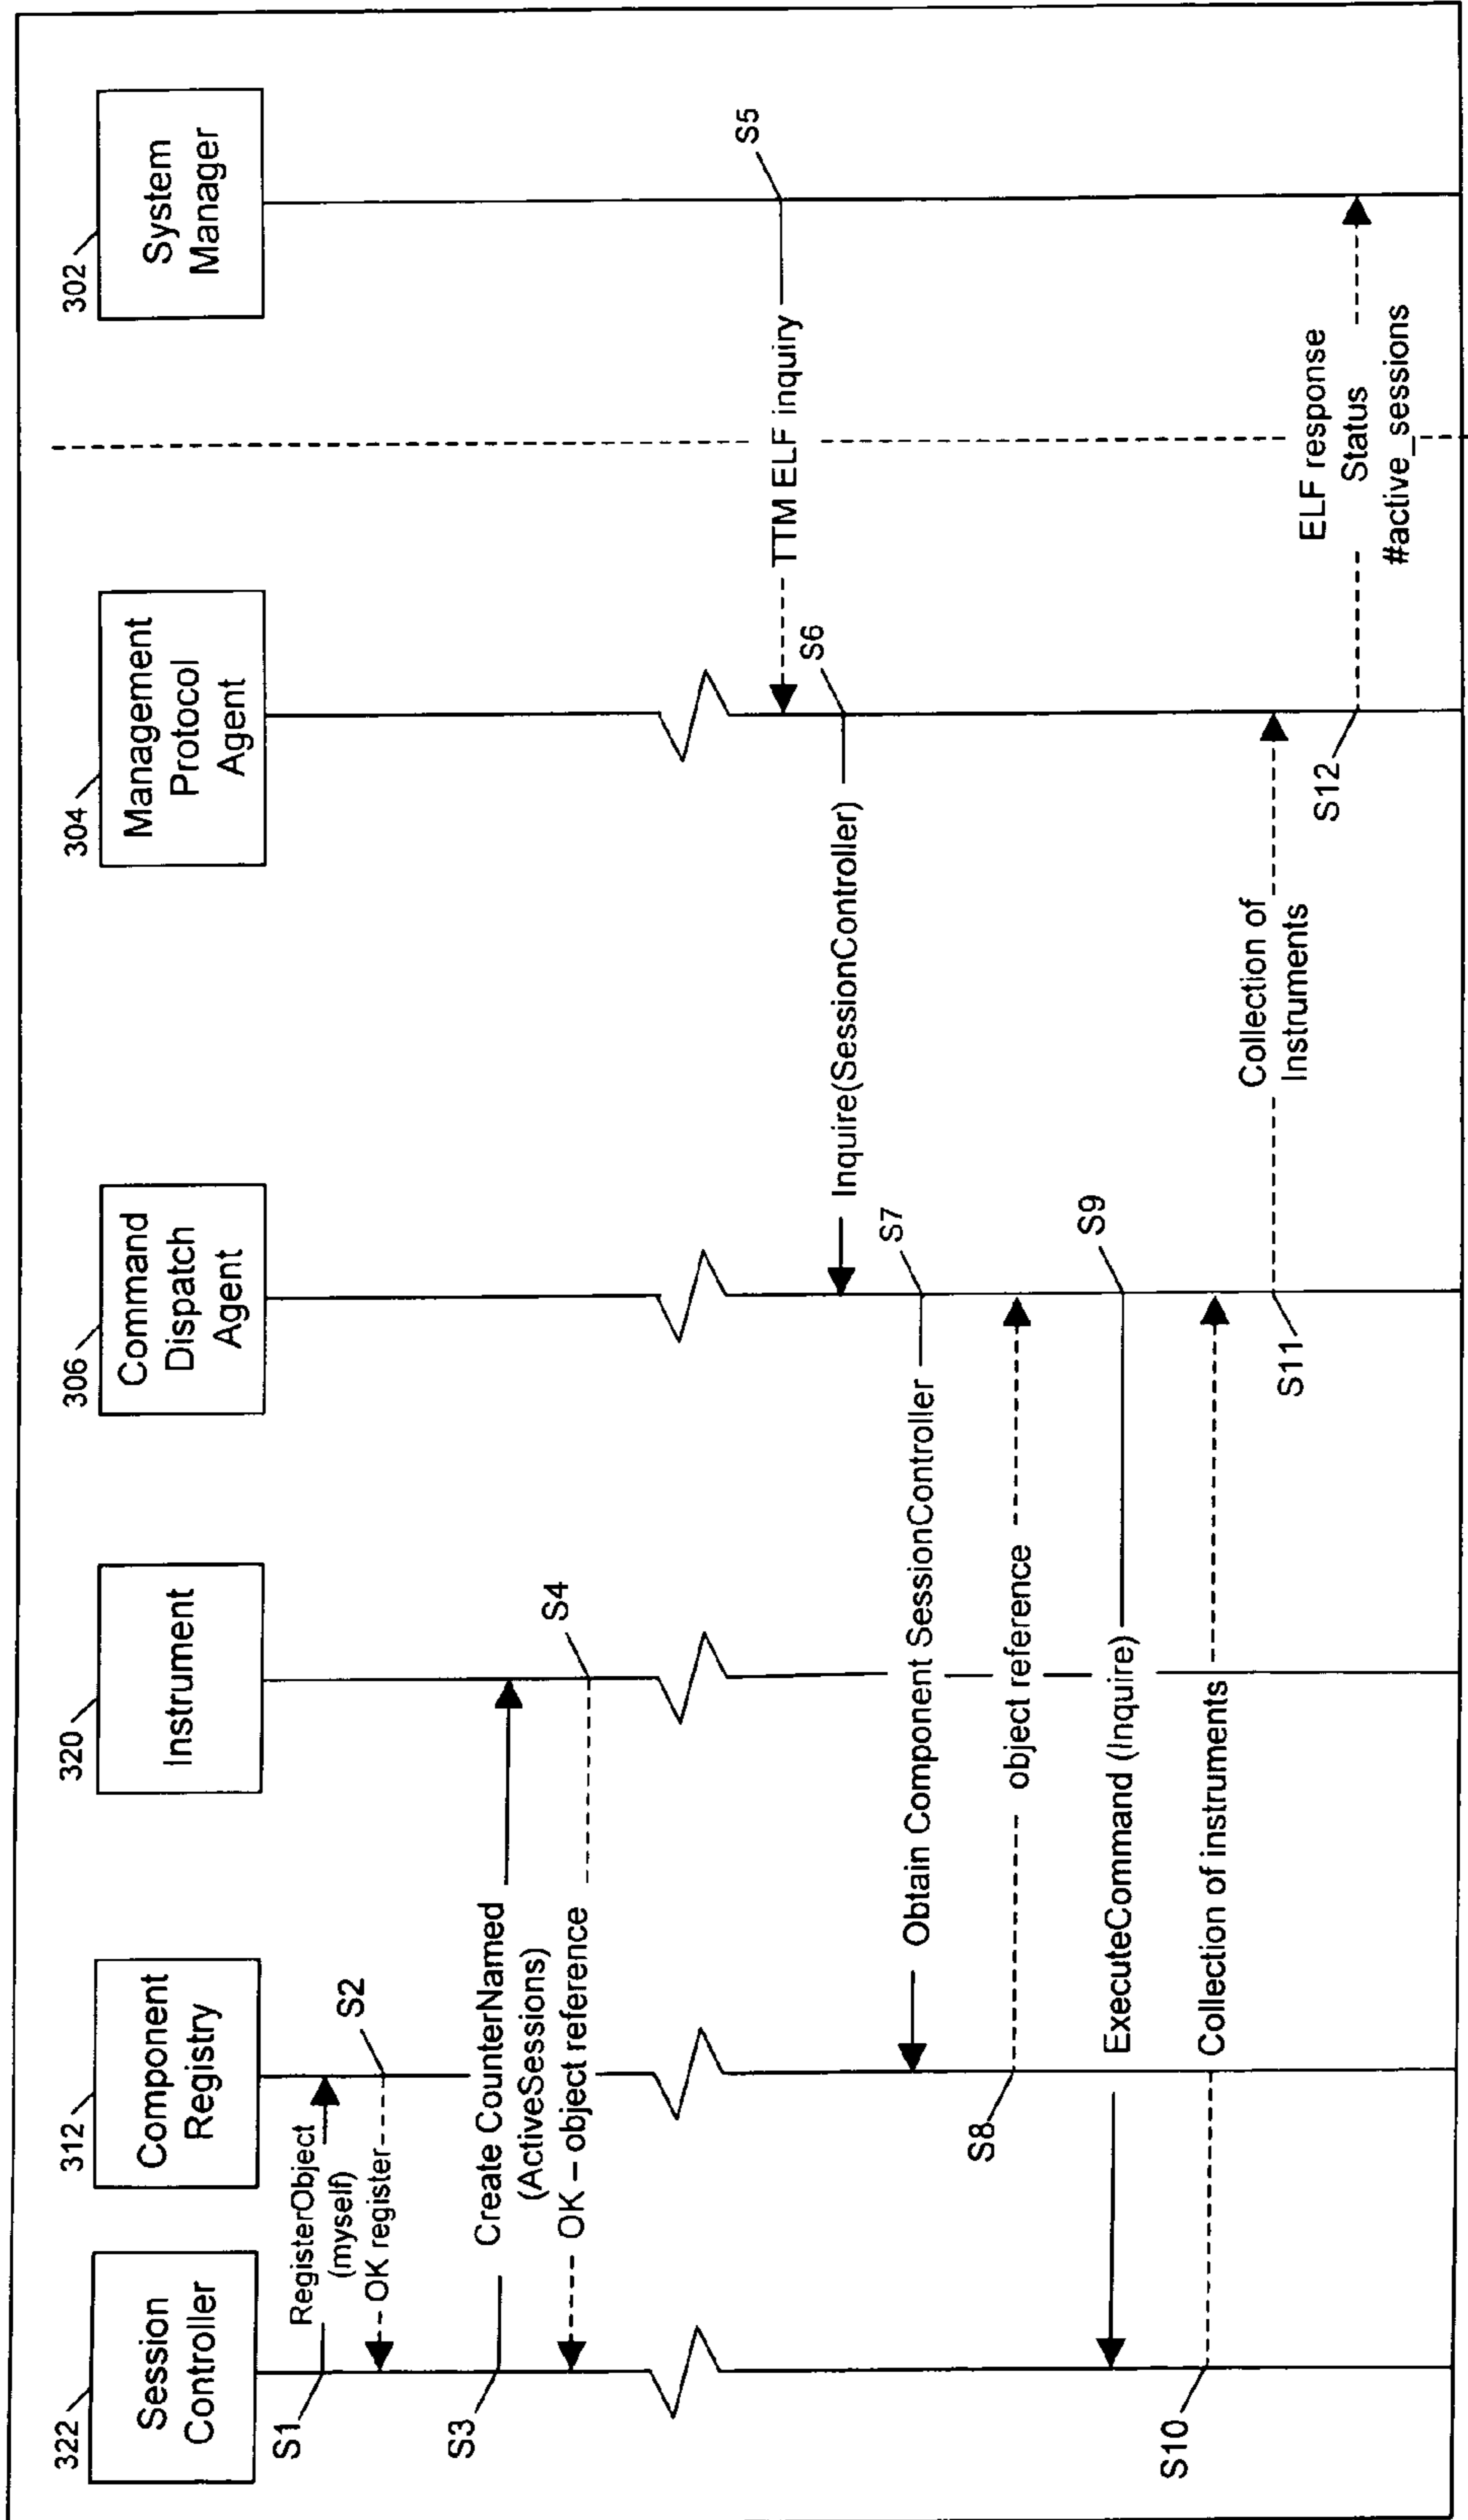 322
Session
Controller
312
Component
Registry
320
Instrument
306
Command
Dispatch
Agent
304
Management
Protocol
Agent
302
System
Manager
S1
RegisterObject
(myself)
S2
OK register
S3
Create CounterNamed
(ActiveSessions)
S4
OK – object reference
S5
TTM ELF inquiry
S6
Inquire(SessionController)
S7
Obtain Component SessionController
S8
object reference
S9
ExecuteCommand (Inquire)
S10
Collection of instruments
S11
Collection of
Instruments
S12
ELF response
Status
#active_sessions